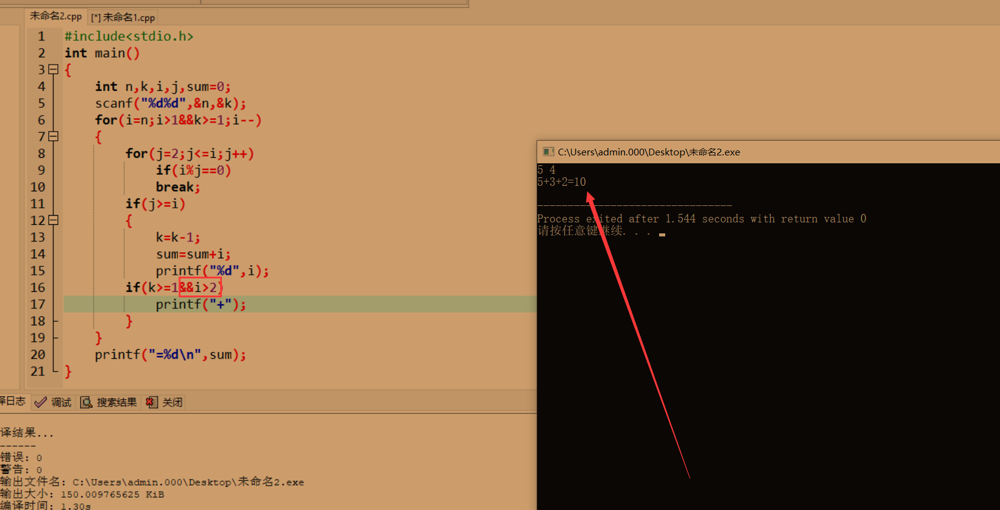 未命名2.cpp [*] 未命名1.cpp
1 #include<stdio.h>
2 int main()
3 {
4 int n,k,i,j,sum=0;
5 scanf("%d%d",&n,&k);
6 for(i=n;i>1&&k>=1;i--)
7 {
8 for(j=2;j<=i;j++)
9 if(i%j==0)
10 break;
11 if(j>=i)
12 {
13 k=k-1;
14 sum=sum+i;
15 printf("%d",i);
16 if(k>=1&&i>2)
17 printf("+");
18 }
19 }
20 printf("=%d\n",sum);
21 }
C:\Users\admin.000\Desktop\未命名2.exe
5 4
5+3+2=10
--------------------------------
Process exited after 1.544 seconds with return value 0
请按任意键继续. . .
译日志 调试 搜索结果 关闭
译结果...
------
错误: 0
警告: 0
输出文件名: C:\Users\admin.000\Desktop\未命名2.exe
输出大小: 150.009765625 KiB
编译时间: 1.30s